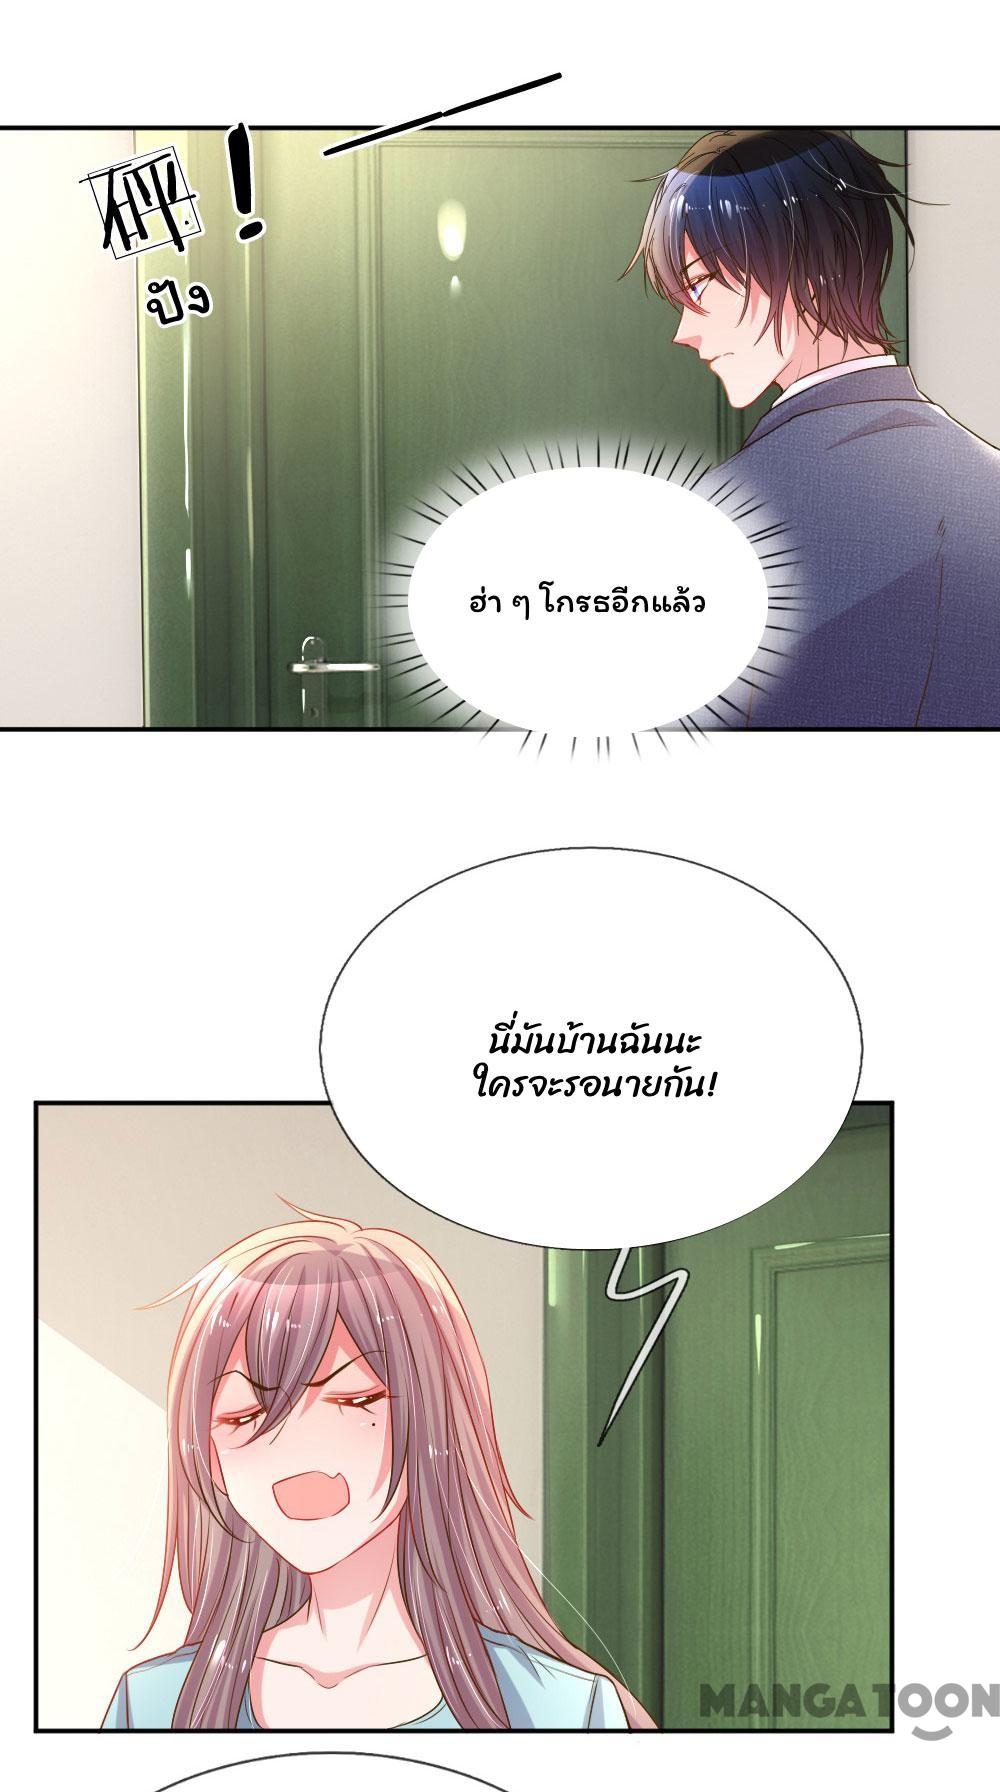 砰!
ปัง
ฮ่า ๆ โกรธอีกแล้ว
นี่มันบ้านฉันนะ
ใครจะรอนายกัน!
MANGATOON